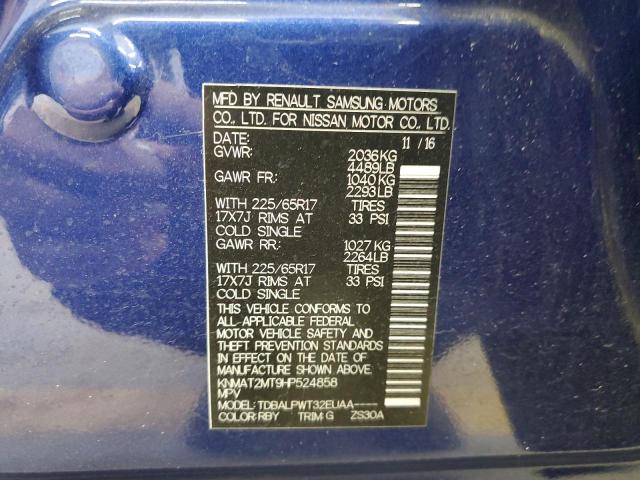 MFD BY RENAULT SAMSUNG MOTORS
CO., LTD. FOR NISSAN MOTOR CO., LTD.
DATE: 11 / 16
GVWR: 2036KG
4489LB
GAWR FR: 1040KG
2293LB
WITH 225/65R17 TIRES
17X7J RIMS AT 33 PSI
COLD SINGLE
GAWR RR: 1027KG
2264LB
WITH 225/65R17 TIRES
17X7J RIMS AT 33 PSI
COLD SINGLE
THIS VEHICLE CONFORMS TO
ALL-APPLICABLE FEDERAL
MOTOR VEHICLE SAFETY AND
THEFT PREVENTION STANDARDS
IN EFFECT ON THE DATE OF
MANUFACTURE SHOWN ABOVE.
KNMAT2MT9HP524858
MPV
MODEL: TDBALPWT32EUAA----
COLOR:RBY TRIM:G ZS30A